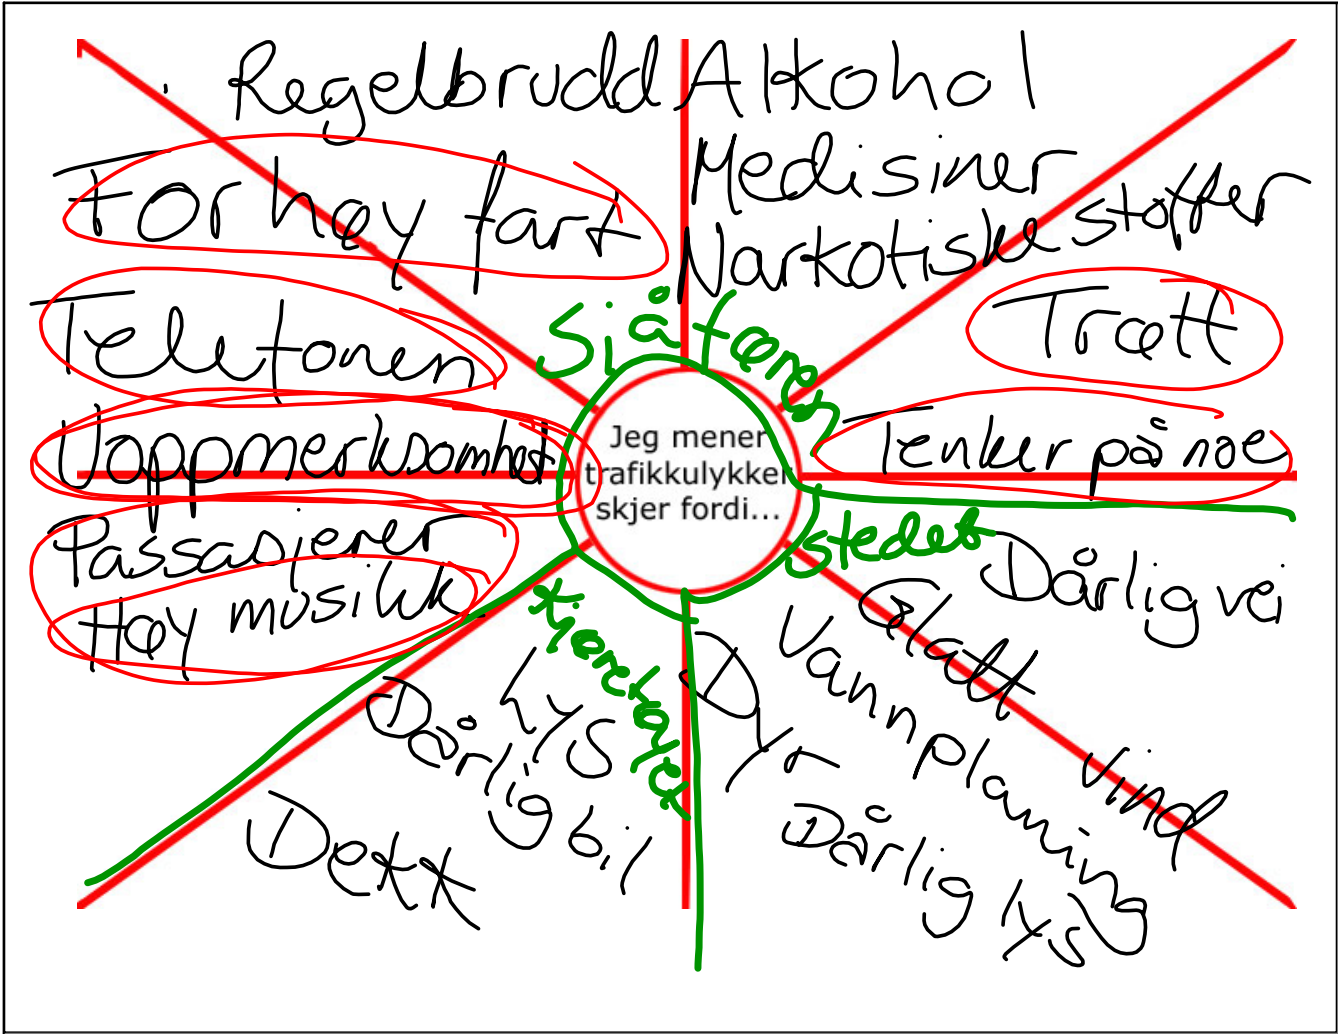 Regelbrudd
Alkohol
Medisiner
Narkotiske stoffer
For høy fart
Telefonen
Trøtt
Uoppmerksomhet
Tenker på noe
Passasjerer
Høy musikk
Sjåføren
Jeg mener
trafikkulykker
skjer fordi...
stedet
Kjøretøyet
Dårlig vei
Glatt
Vannplaning
Vind
Dyr
Dårlig lys
Lys
Dårlig bil
Dekk